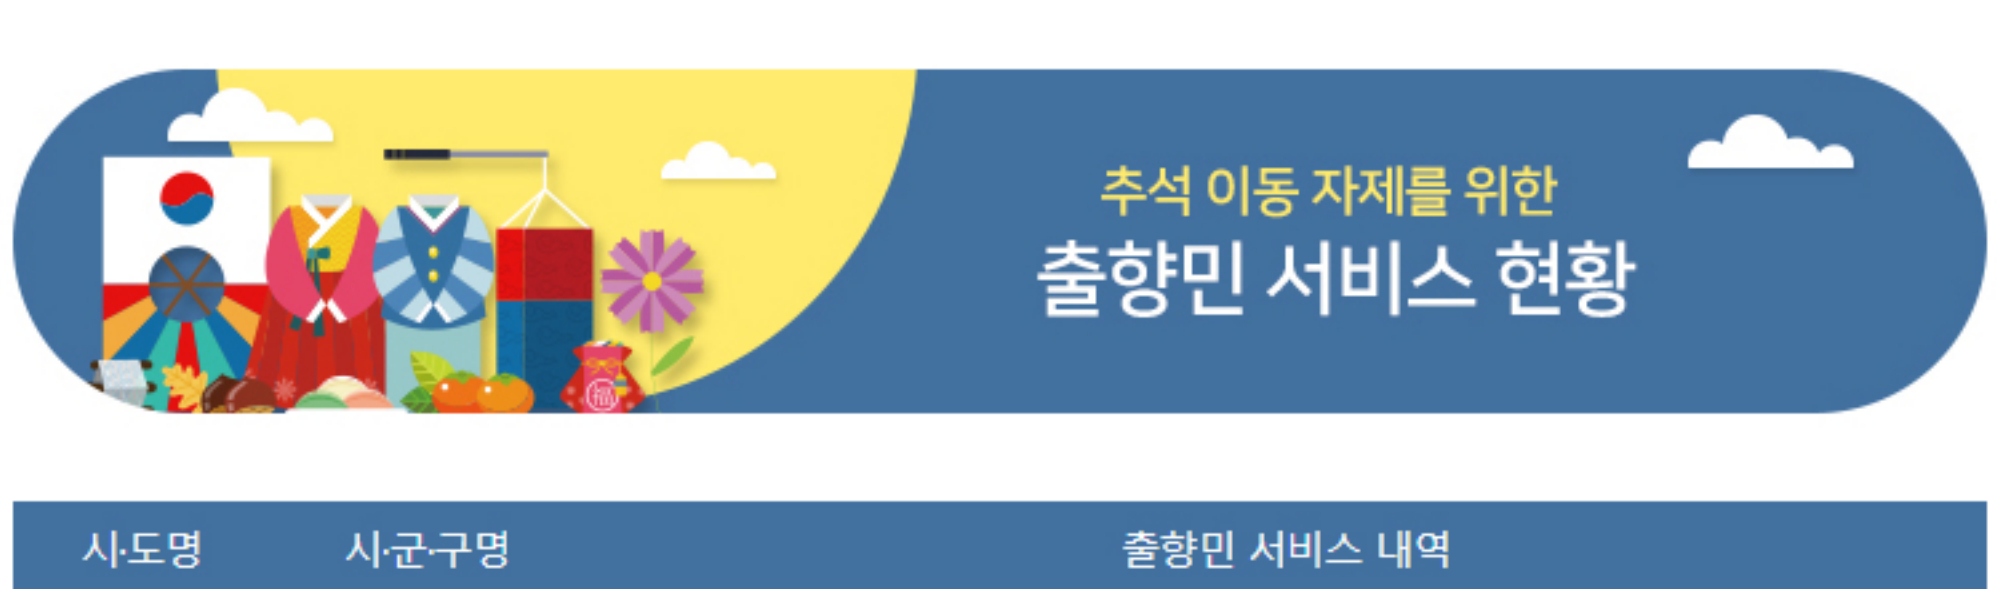 추석 이동 자제를 위한
출향민 서비스 현황
福
시·도명 시·군·구명 출향민 서비스 내역